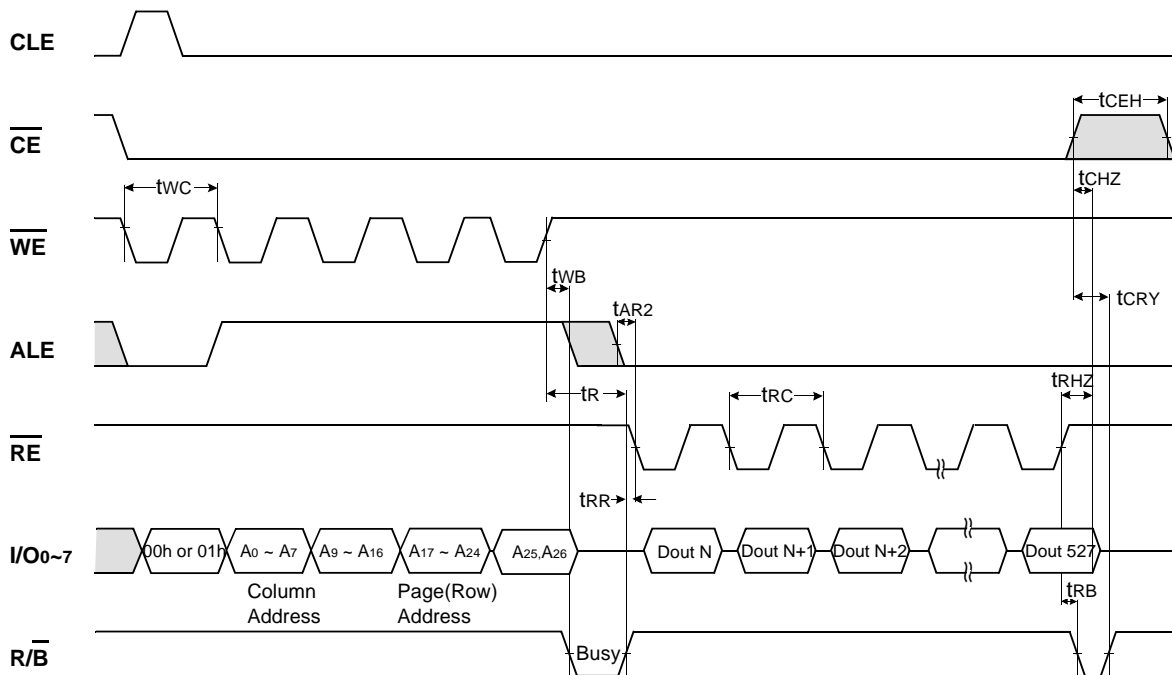 CLE
tCEH
CE
tCHZ
tWC
WE
tWB
tCRY
tAR2
ALE
tRHZ
tR
tRC
RE
tRR
I/O0~7
00h or 01h
A0 ~ A7
A9 ~ A16
A17 ~ A24
A25,A26
Dout N
Dout N+1
Dout N+2
Dout 527
Column
Address
Page(Row)
Address
tRB
R/B
Busy